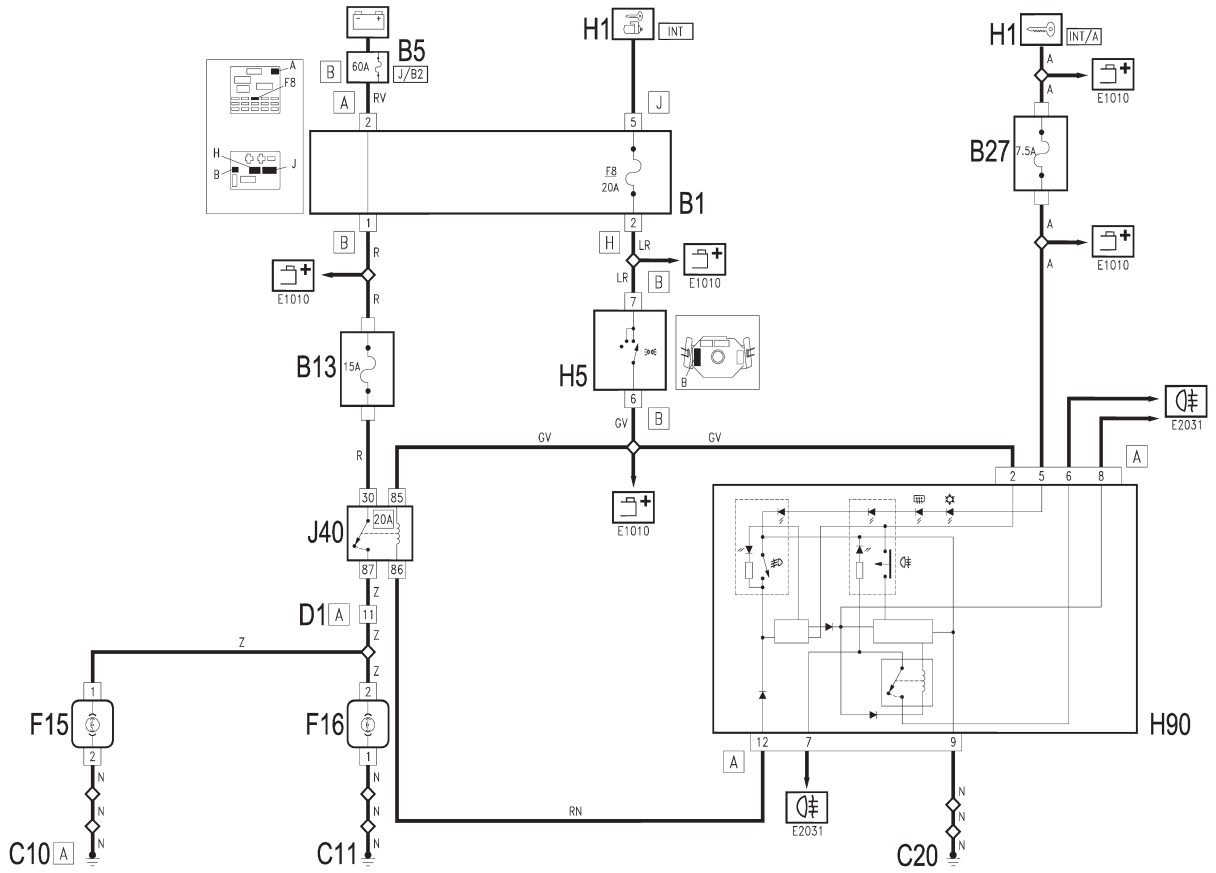 H1
INT
H1
INT/A
B5
60A
J/B2
B
A
RV
2
A
F8
H
B
J
J
5
A
A
E1010
B27
7.5A
F8
20A
B1
1
B
R
R
E1010
2
H
LR
LR
E1010
B
7
A
A
E1010
B13
15A
R
H5
B
6
B
GV
GV
GV
E1010
E2031
A
2
5
6
8
30
85
20A
J40
87
86
Z
D1
A
11
Z
Z
Z
1
F15
2
2
F16
1
H90
A
12
7
9
N
N
N
C10
A
N
N
N
C11
RN
E2031
N
N
N
C20